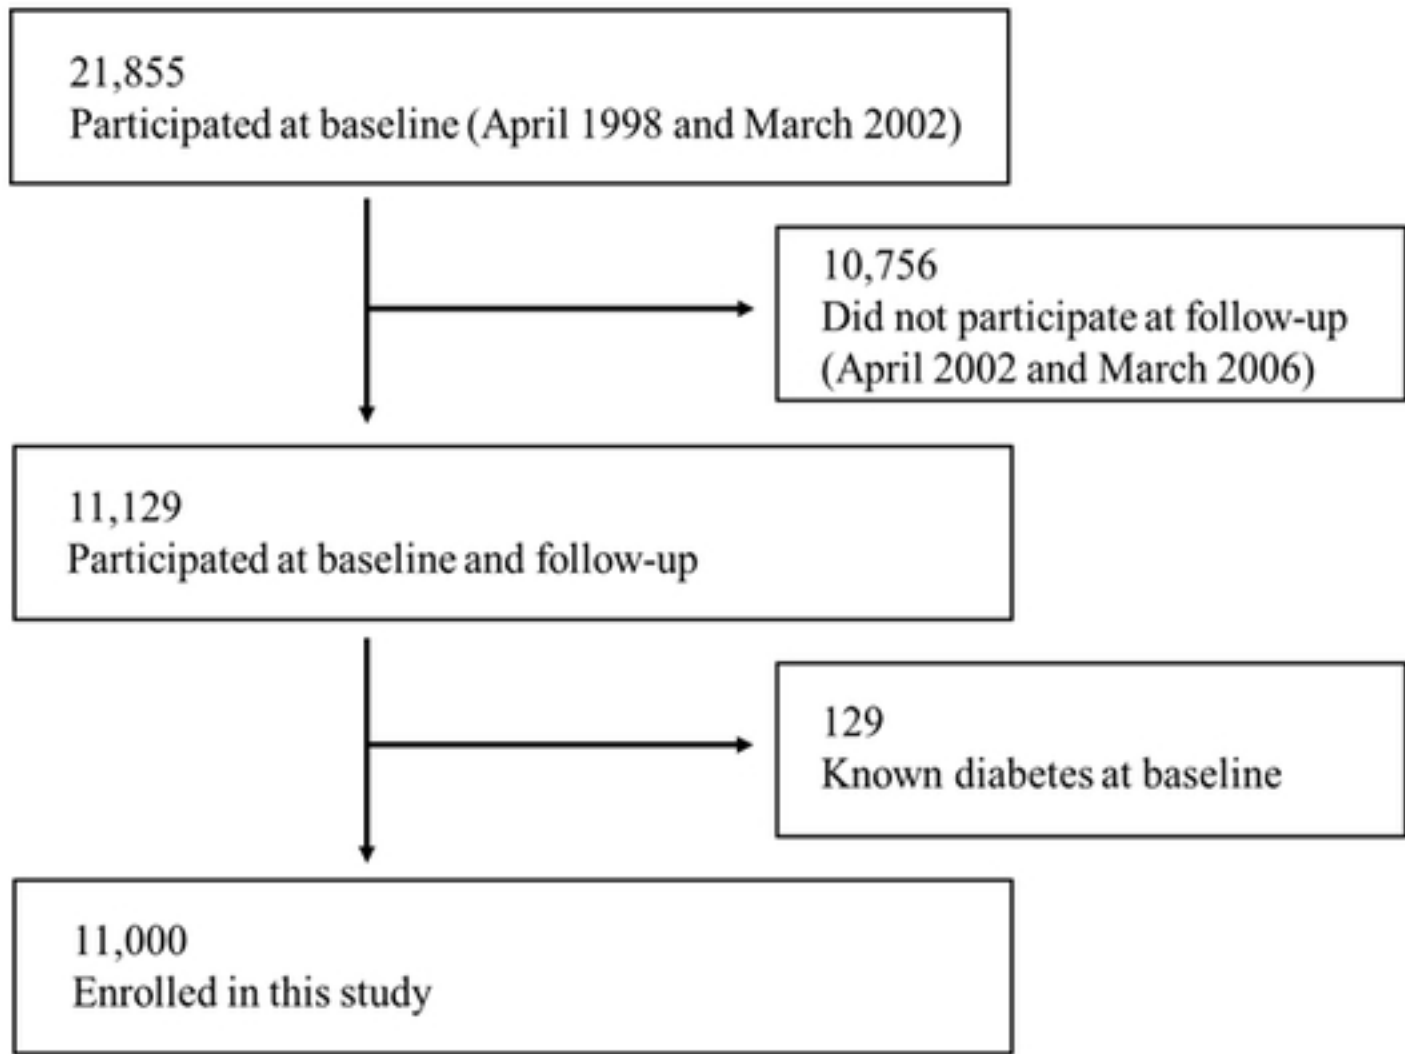 21,855
Participated at baseline (April 1998 and March 2002)
10,756
Did not participate at follow-up
(April 2002 and March 2006)
11,129
Participated at baseline and follow-up
129
Known diabetes at baseline
11,000
Enrolled in this study